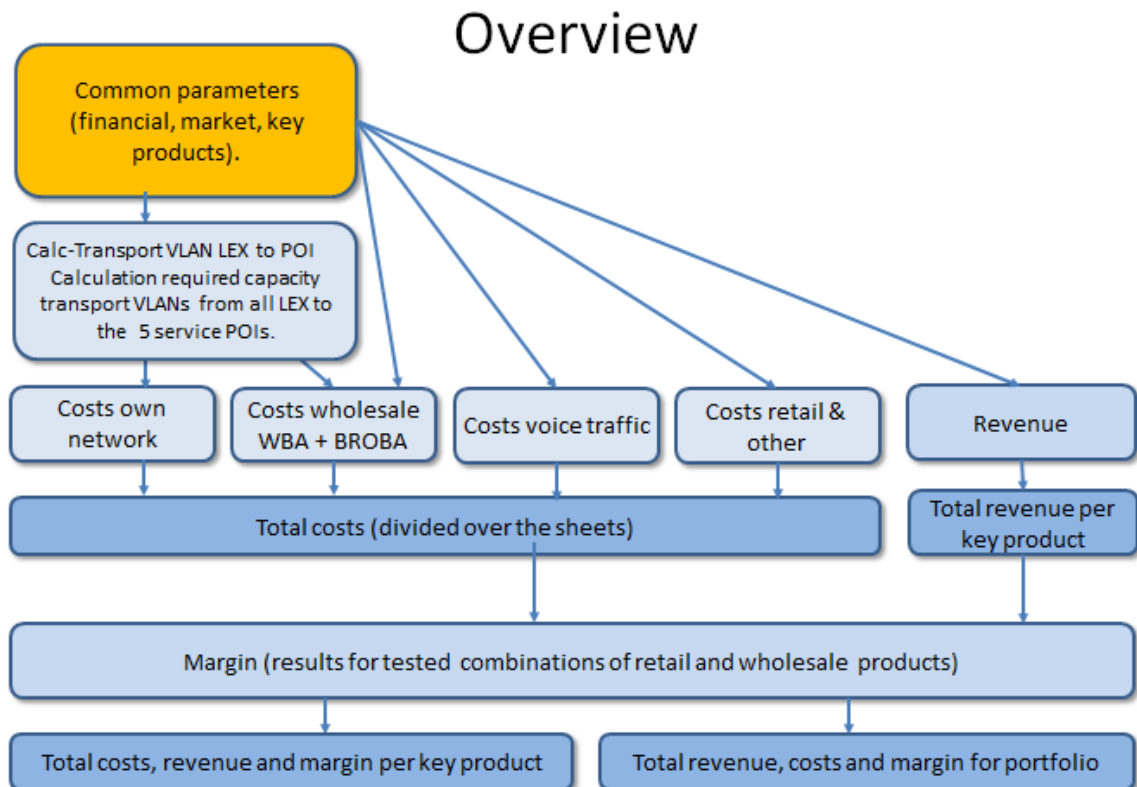 Overview
Common parameters
(financial, market, key
products).
Calc-Transport VLAN LEX to POI
Calculation required capacity
transport VLANs from all LEX to
the 5 service POIs.
Costs own
network
Costs wholesale
WBA + BROBA
Costs voice traffic
Costs retail &
other
Revenue
Total costs (divided over the sheets)
Total revenue per
key product
Margin (results for tested combinations of retail and wholesale products)
Total costs, revenue and margin per key product
Total revenue, costs and margin for portfolio